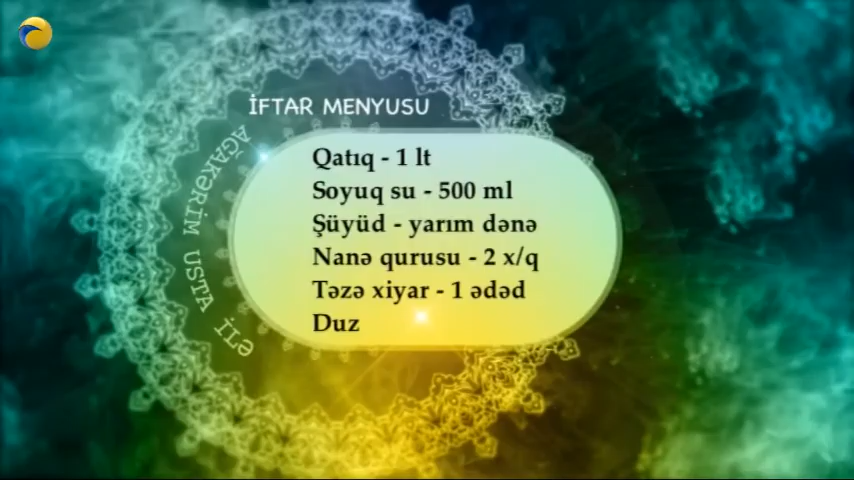 İFTAR MENYUSU
AĞAKƏRİM USTA
ƏTİ
Qatıq - 1 lt
Soyuq su - 500 ml
Şüyüd - yarım dənə
Nanə qurusu - 2 x/q
Təzə xiyar - 1 ədəd
Duz